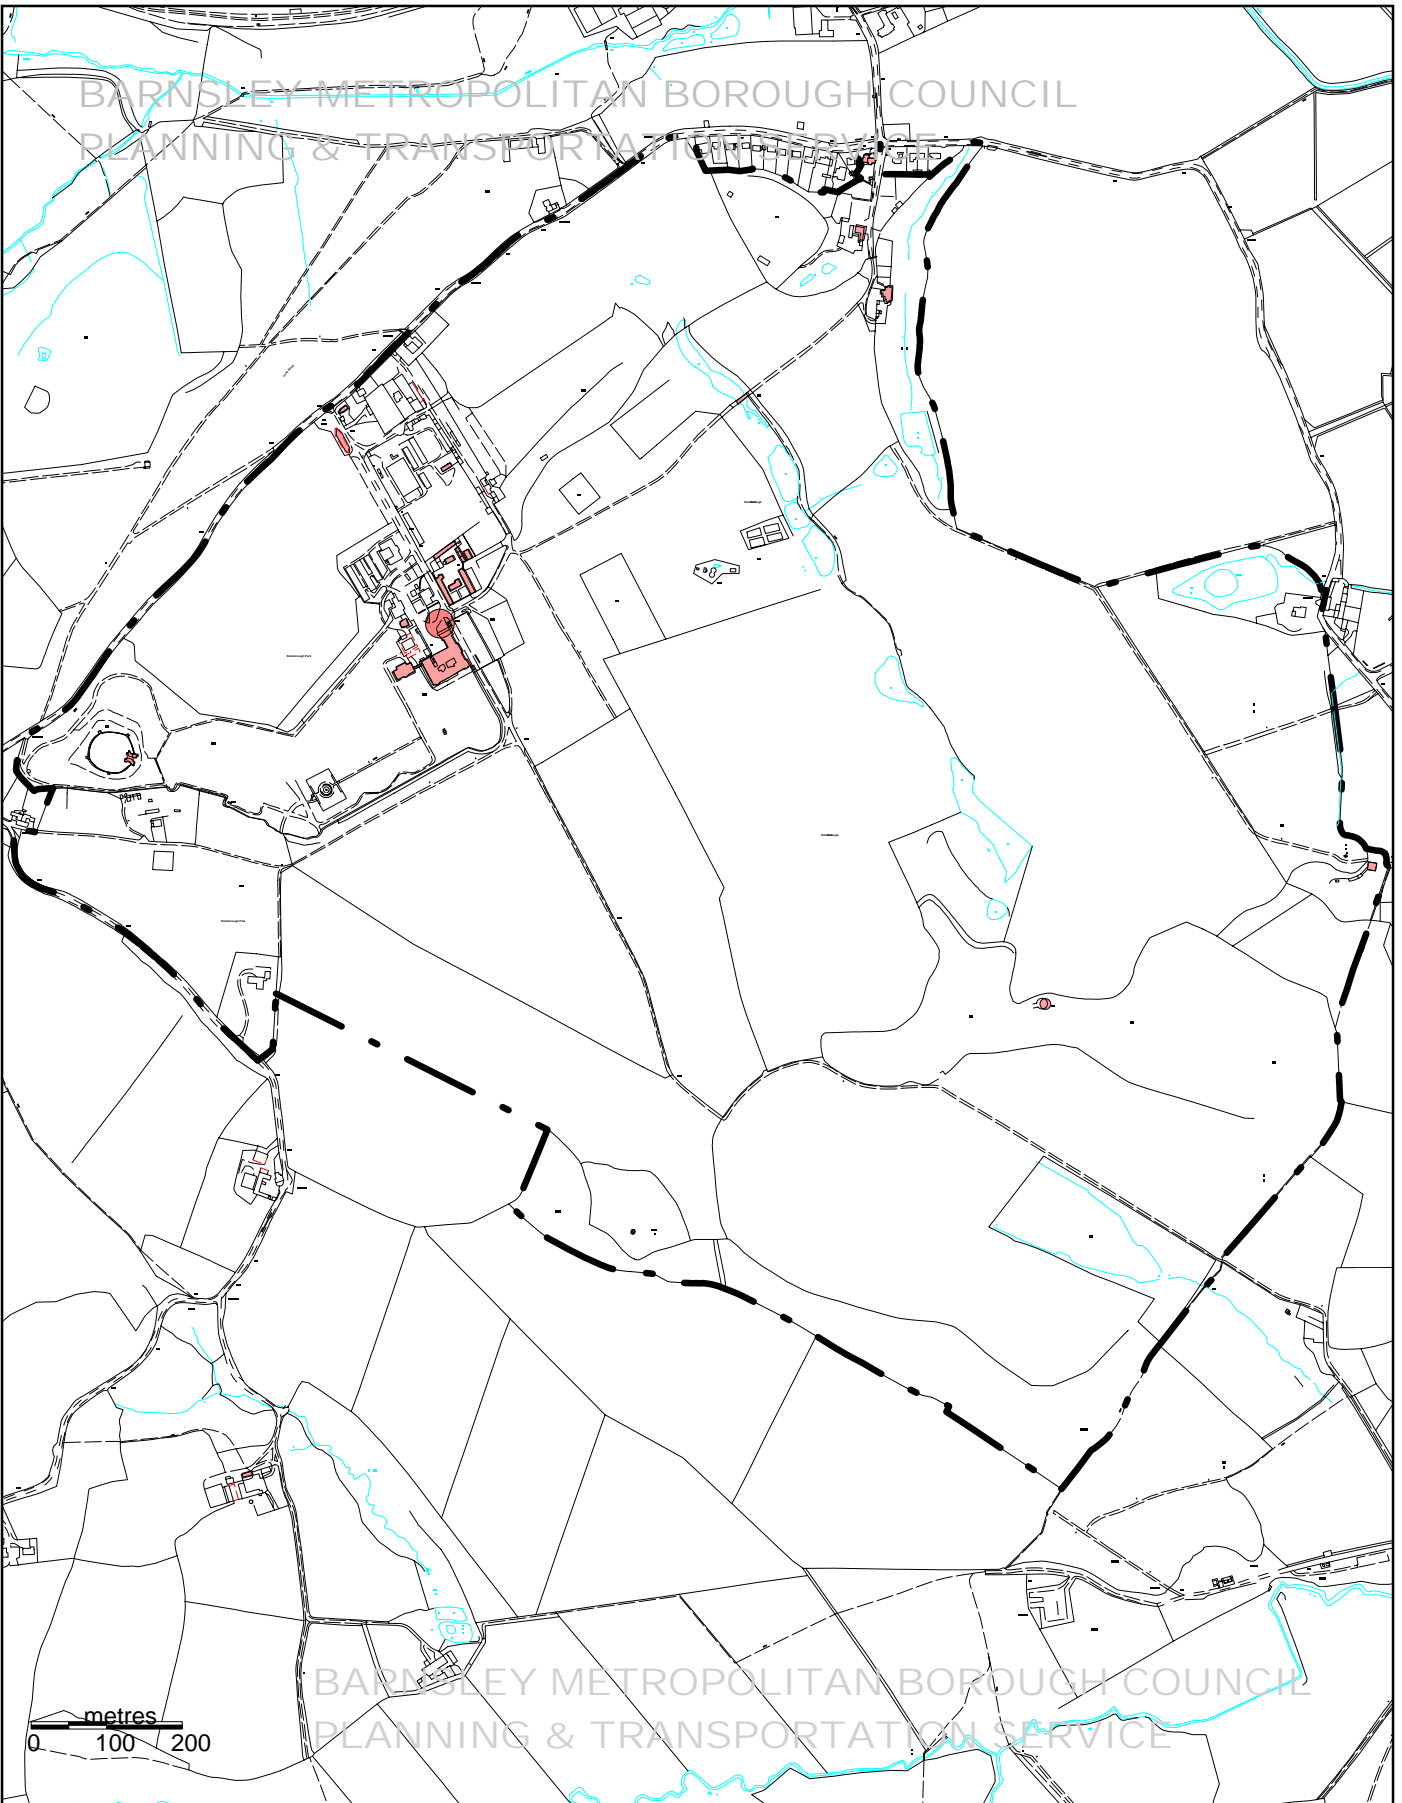 BARNSLEY METROPOLITAN BOROUGH COUNCIL
PLANNING & TRANSPORTATION SERVICE
BARNSLEY METROPOLITAN BOROUGH COUNCIL
PLANNING & TRANSPORTATION SERVICE
metres
0 100 200